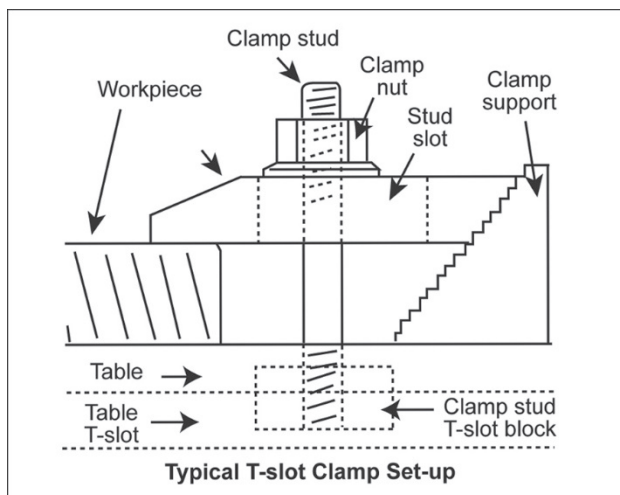 Clamp stud
Workpiece
Clamp
nut
Stud
slot
Clamp
support
Table
Table
T-slot
Clamp stud
T-slot block
Typical T-slot Clamp Set-up